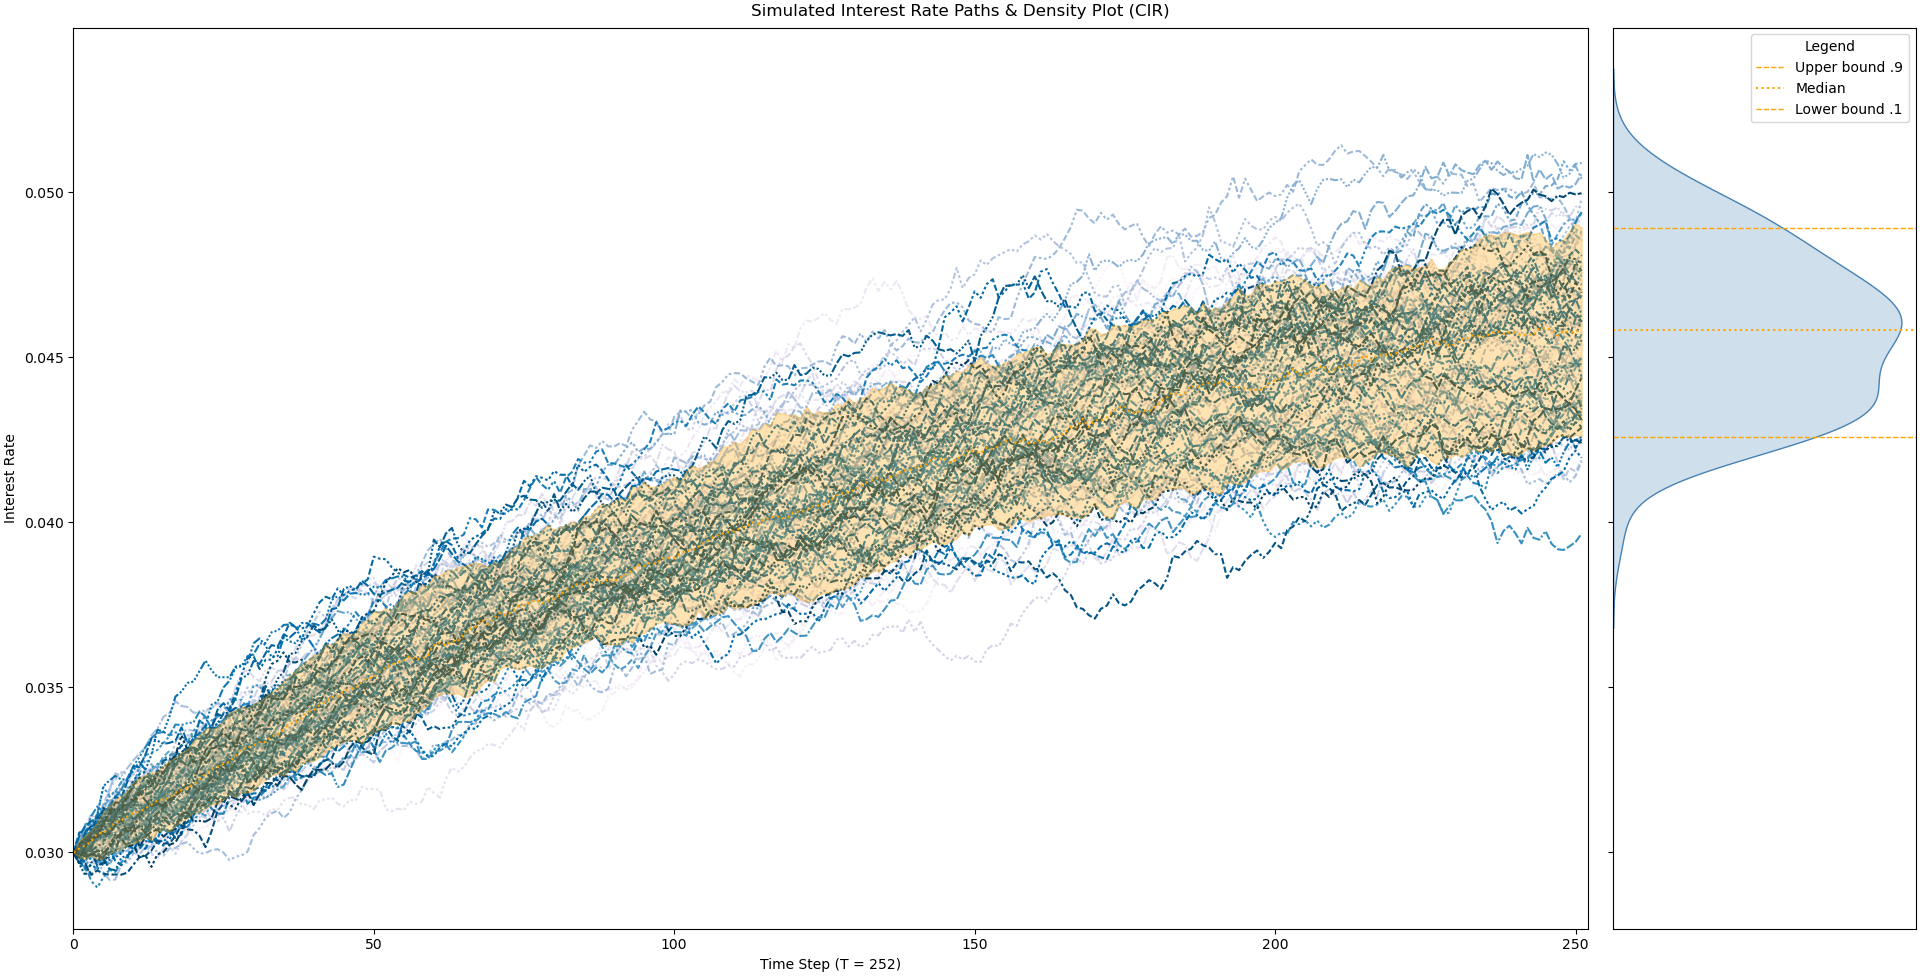 Simulated Interest Rate Paths & Density Plot (CIR)
Interest Rate
0.050
0.045
0.040
0.035
0.030
0
50
100
150
200
250
Time Step (T = 252)
Legend
Upper bound .9
Median
Lower bound .1